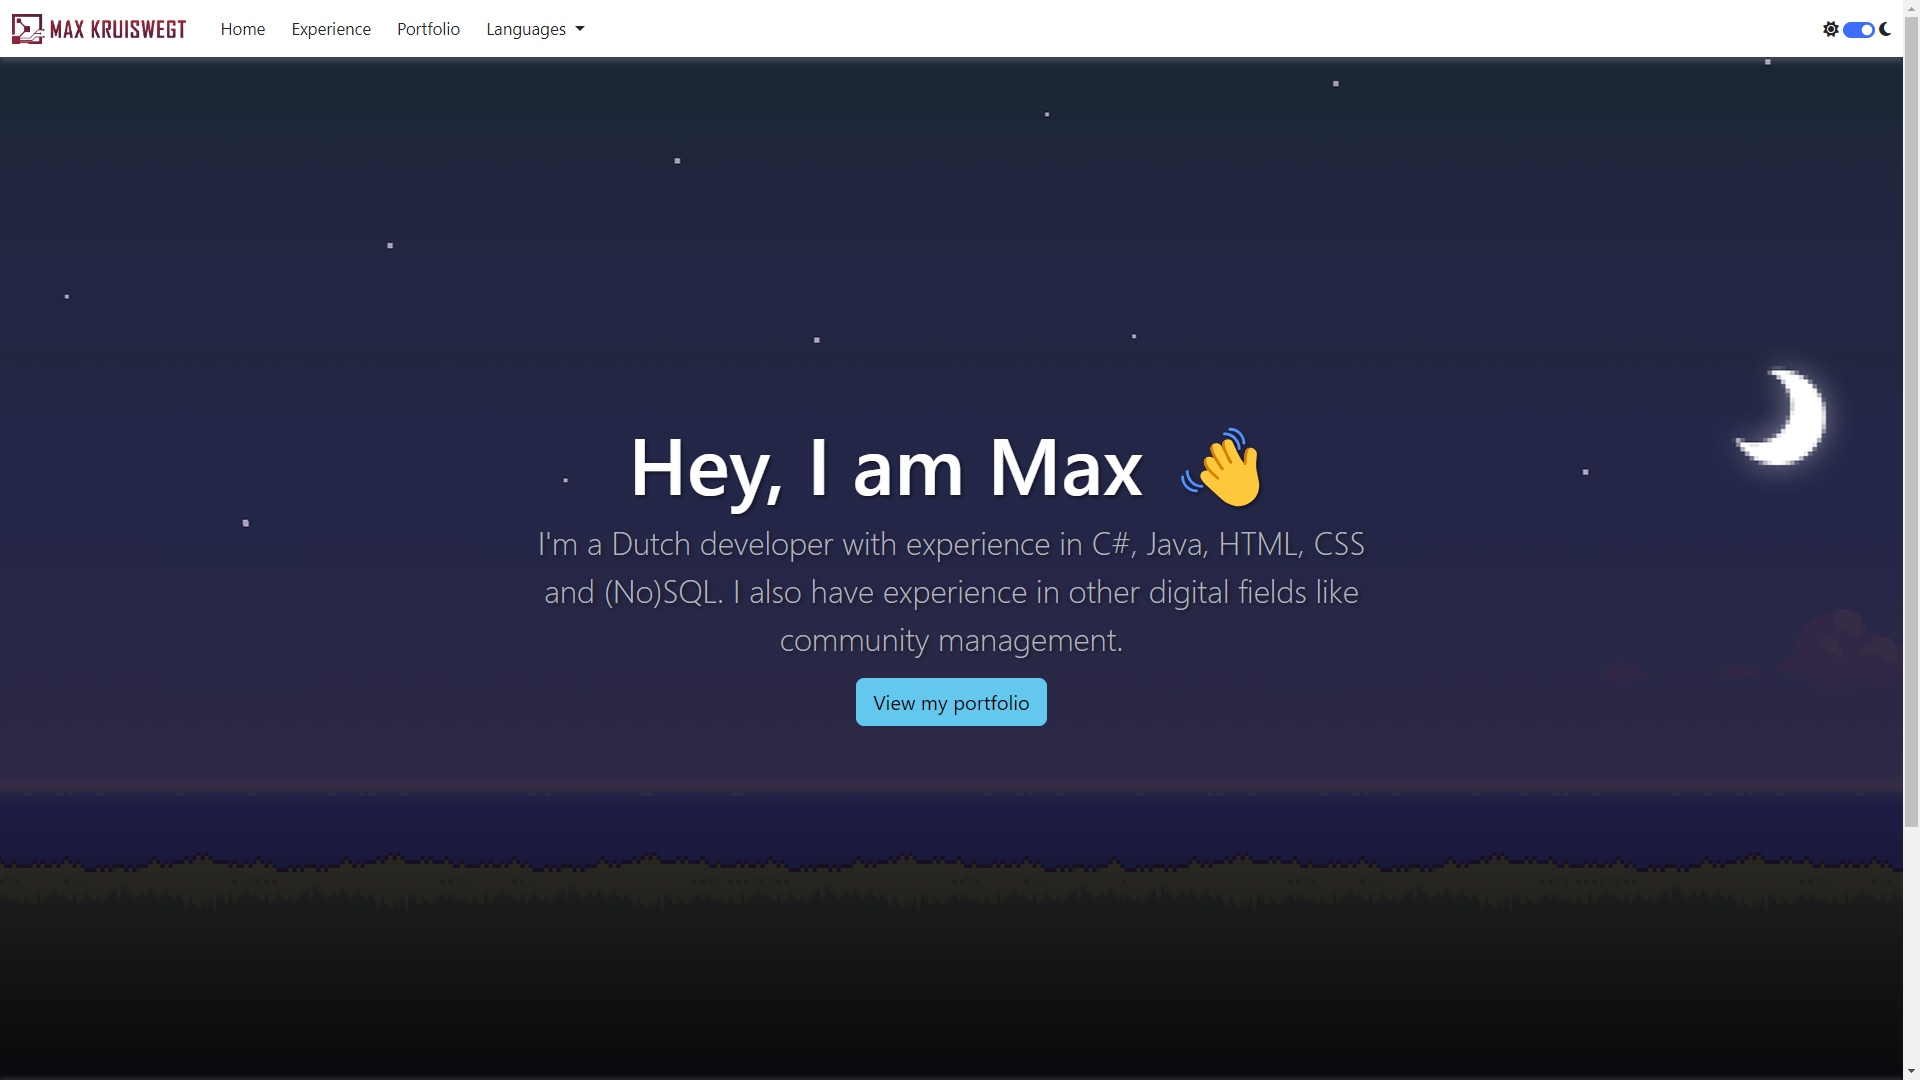 MAX KRUISWEGT
Home Experience Portfolio Languages
Hey, I am Max
I'm a Dutch developer with experience in C#, Java, HTML, CSS
and (No)SQL. I also have experience in other digital fields like
community management.
View my portfolio